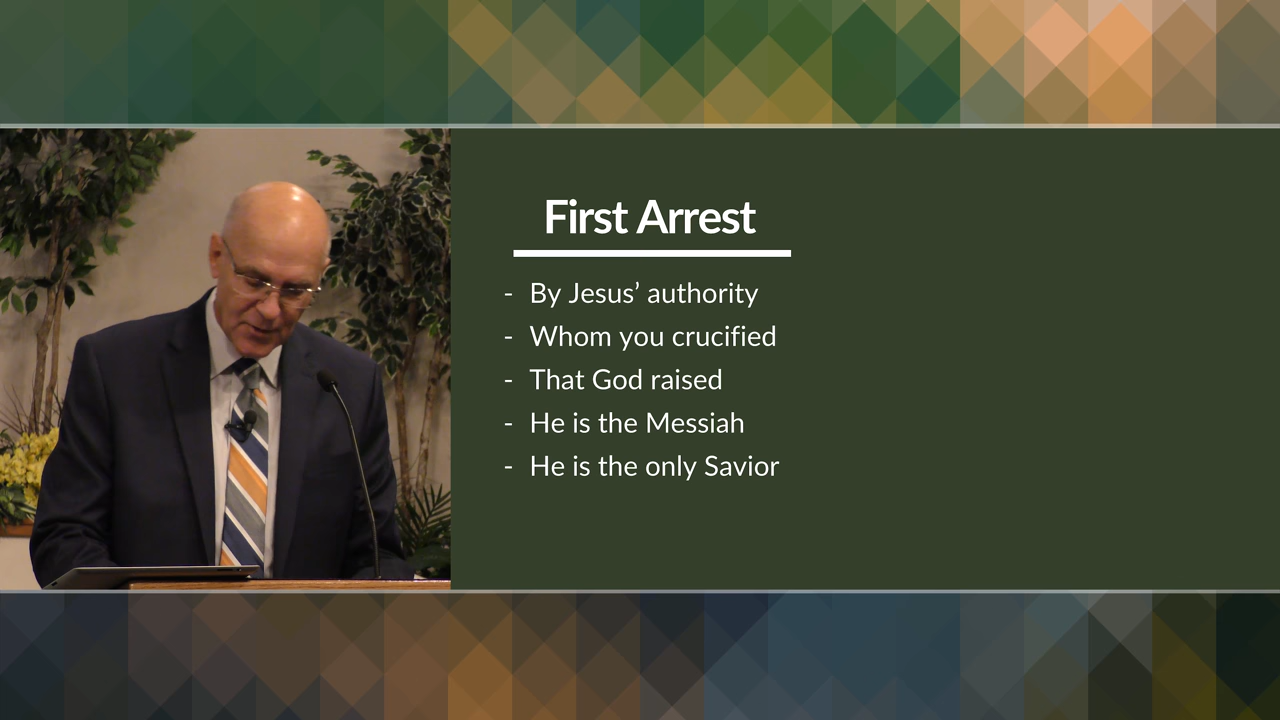 First Arrest
- By Jesus’ authority
- Whom you crucified
- That God raised
- He is the Messiah
- He is the only Savior